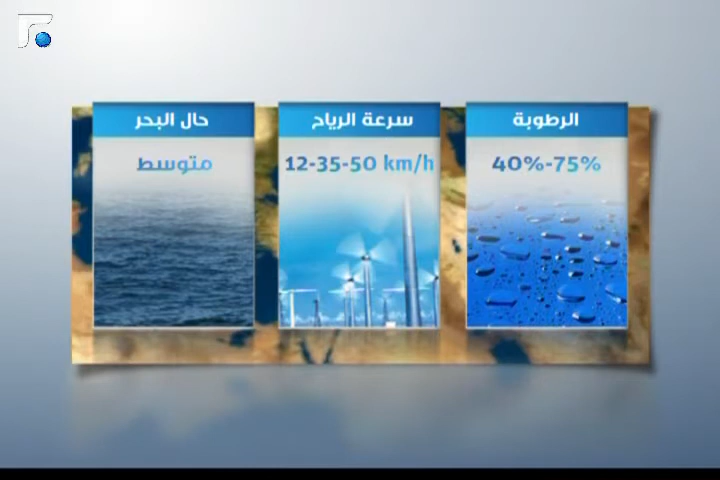 الرطوبة
40%-75%
سرعة الرياح
12-35-50 km/h
حال البحر
متوسط